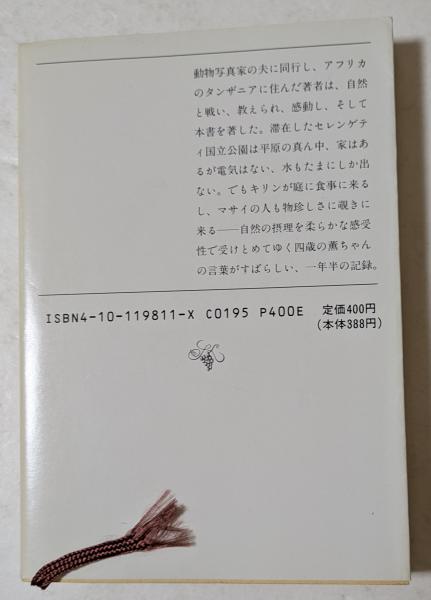 動物写真家の夫に同行し、アフリカ
のタンザニアに住んだ著者は、自然
と戦い、教えられ、感動し、そして
本書を著した。滞在したセレンゲテ
ィ国立公園は平原の真ん中、家はあ
るが電気はない、水もたまにしか出
ない。でもキリンが庭に食事に来る
し、マサイの人も物珍しさに覗きに
来る――自然の摂理を柔らかな感受
性で受けとめてゆく四歳の薫ちゃん
の言葉がすばらしい、一年半の記録。
ISBN4-10-119811-X C0195 P400E 定価400円
(本体388円)